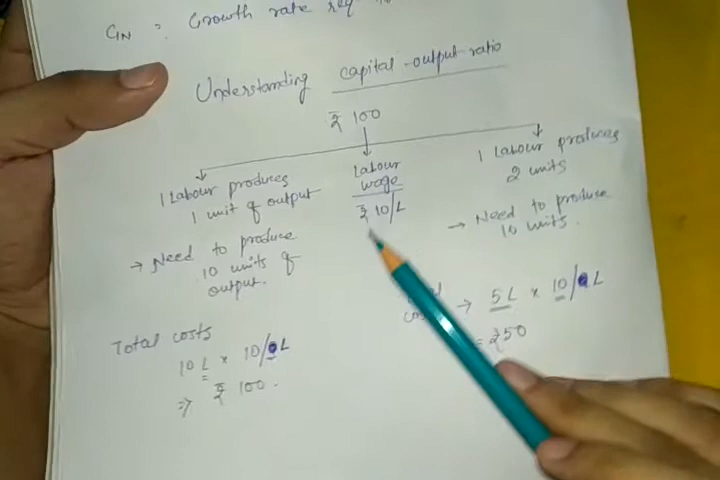 GN : Growth rate req
Understanding capital-output-ratio
₹ 100
1 Labour produces
1 unit of output
→ Need to produce
10 units of
output.
Total costs
10 L × 10/ L
⇒ ₹ 100.
Labour
wage
₹ 10/L
1 Labour produces
2 units
→ Need to produce
10 units.
→ 5L × 10/ L
= ₹50